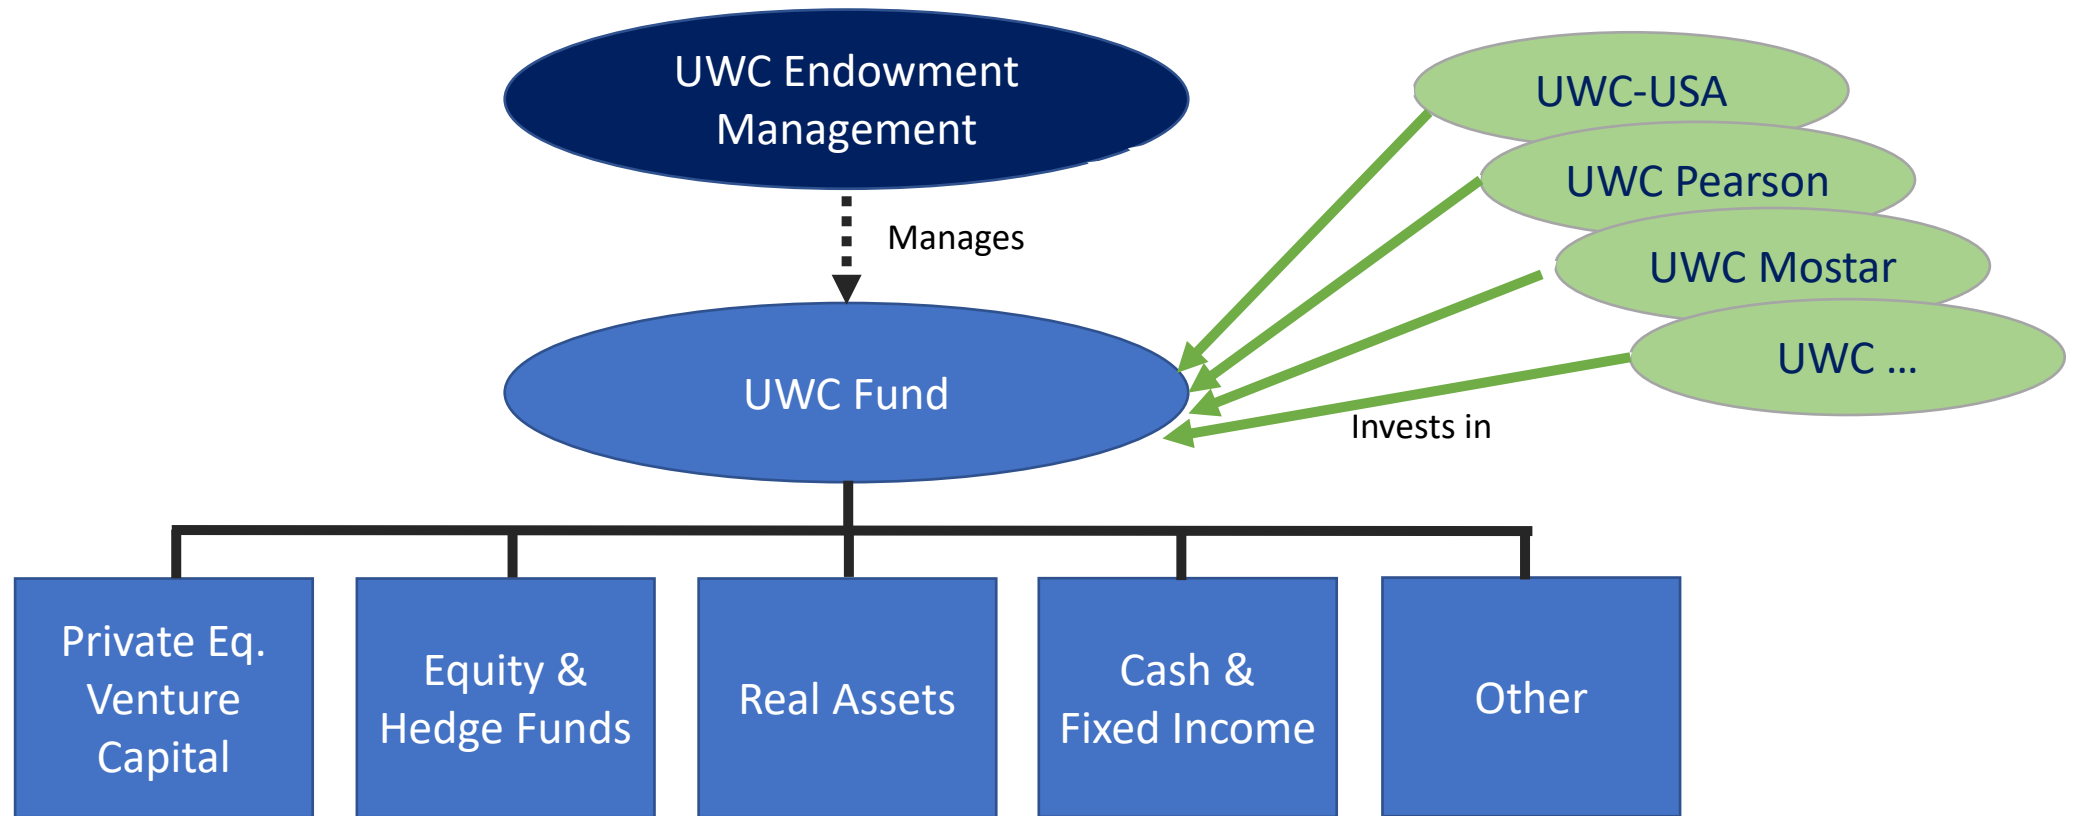 UWC Endowment
Management
UWC-USA
UWC Pearson
UWC Mostar
UWC ...
Manages
UWC Fund
Invests in
Private Eq.
Venture
Capital
Equity &
Hedge Funds
Real Assets
Cash &
Fixed Income
Other